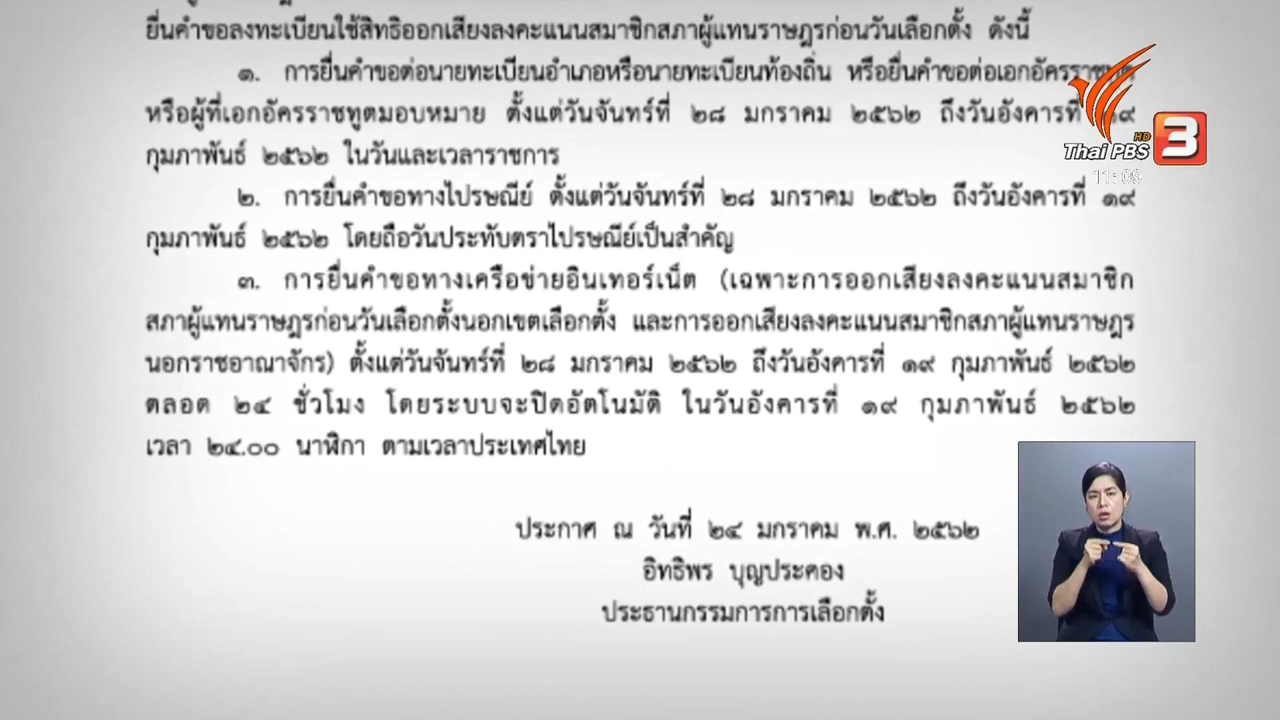 ยื่นคำขอลงทะเบียนใช้สิทธิออกเสียงลงคะแนนสมาชิกสภาผู้แทนราษฎรก่อนวันเลือกตั้ง ดังนี้
๑. การยื่นคำขอต่อนายทะเบียนอำเภอหรือนายทะเบียนท้องถิ่น หรือยื่นคำขอต่อเอกอัครราชทูต
หรือผู้ที่เอกอัครราชทูตมอบหมาย ตั้งแต่วันจันทร์ที่ ๒๘ มกราคม ๒๕๖๒ ถึงวันอังคารที่ ๑๙
กุมภาพันธ์ ๒๕๖๒ ในวันและเวลาราชการ
๒. การยื่นคำขอทางไปรษณีย์ ตั้งแต่วันจันทร์ที่ ๒๘ มกราคม ๒๕๖๒ ถึงวันอังคารที่ ๑๙
กุมภาพันธ์ ๒๕๖๒ โดยถือวันประทับตราไปรษณีย์เป็นสำคัญ
๓. การยื่นคำขอทางเครือข่ายอินเทอร์เน็ต (เฉพาะการออกเสียงลงคะแนนสมาชิก
สภาผู้แทนราษฎรก่อนวันเลือกตั้งนอกเขตเลือกตั้ง และการออกเสียงลงคะแนนสมาชิกสภาผู้แทนราษฎร
นอกราชอาณาจักร) ตั้งแต่วันจันทร์ที่ ๒๘ มกราคม ๒๕๖๒ ถึงวันอังคารที่ ๑๙ กุมภาพันธ์ ๒๕๖๒
ตลอด ๒๔ ชั่วโมง โดยระบบจะปิดอัตโนมัติ ในวันอังคารที่ ๑๙ กุมภาพันธ์ ๒๕๖๒
เวลา ๒๔.๐๐ นาฬิกา ตามเวลาประเทศไทย
ประกาศ ณ วันที่ ๒๔ มกราคม พ.ศ. ๒๕๖๒
อิทธิพร บุญประคอง
ประธานกรรมการการเลือกตั้ง
HD
Thai PBS 3